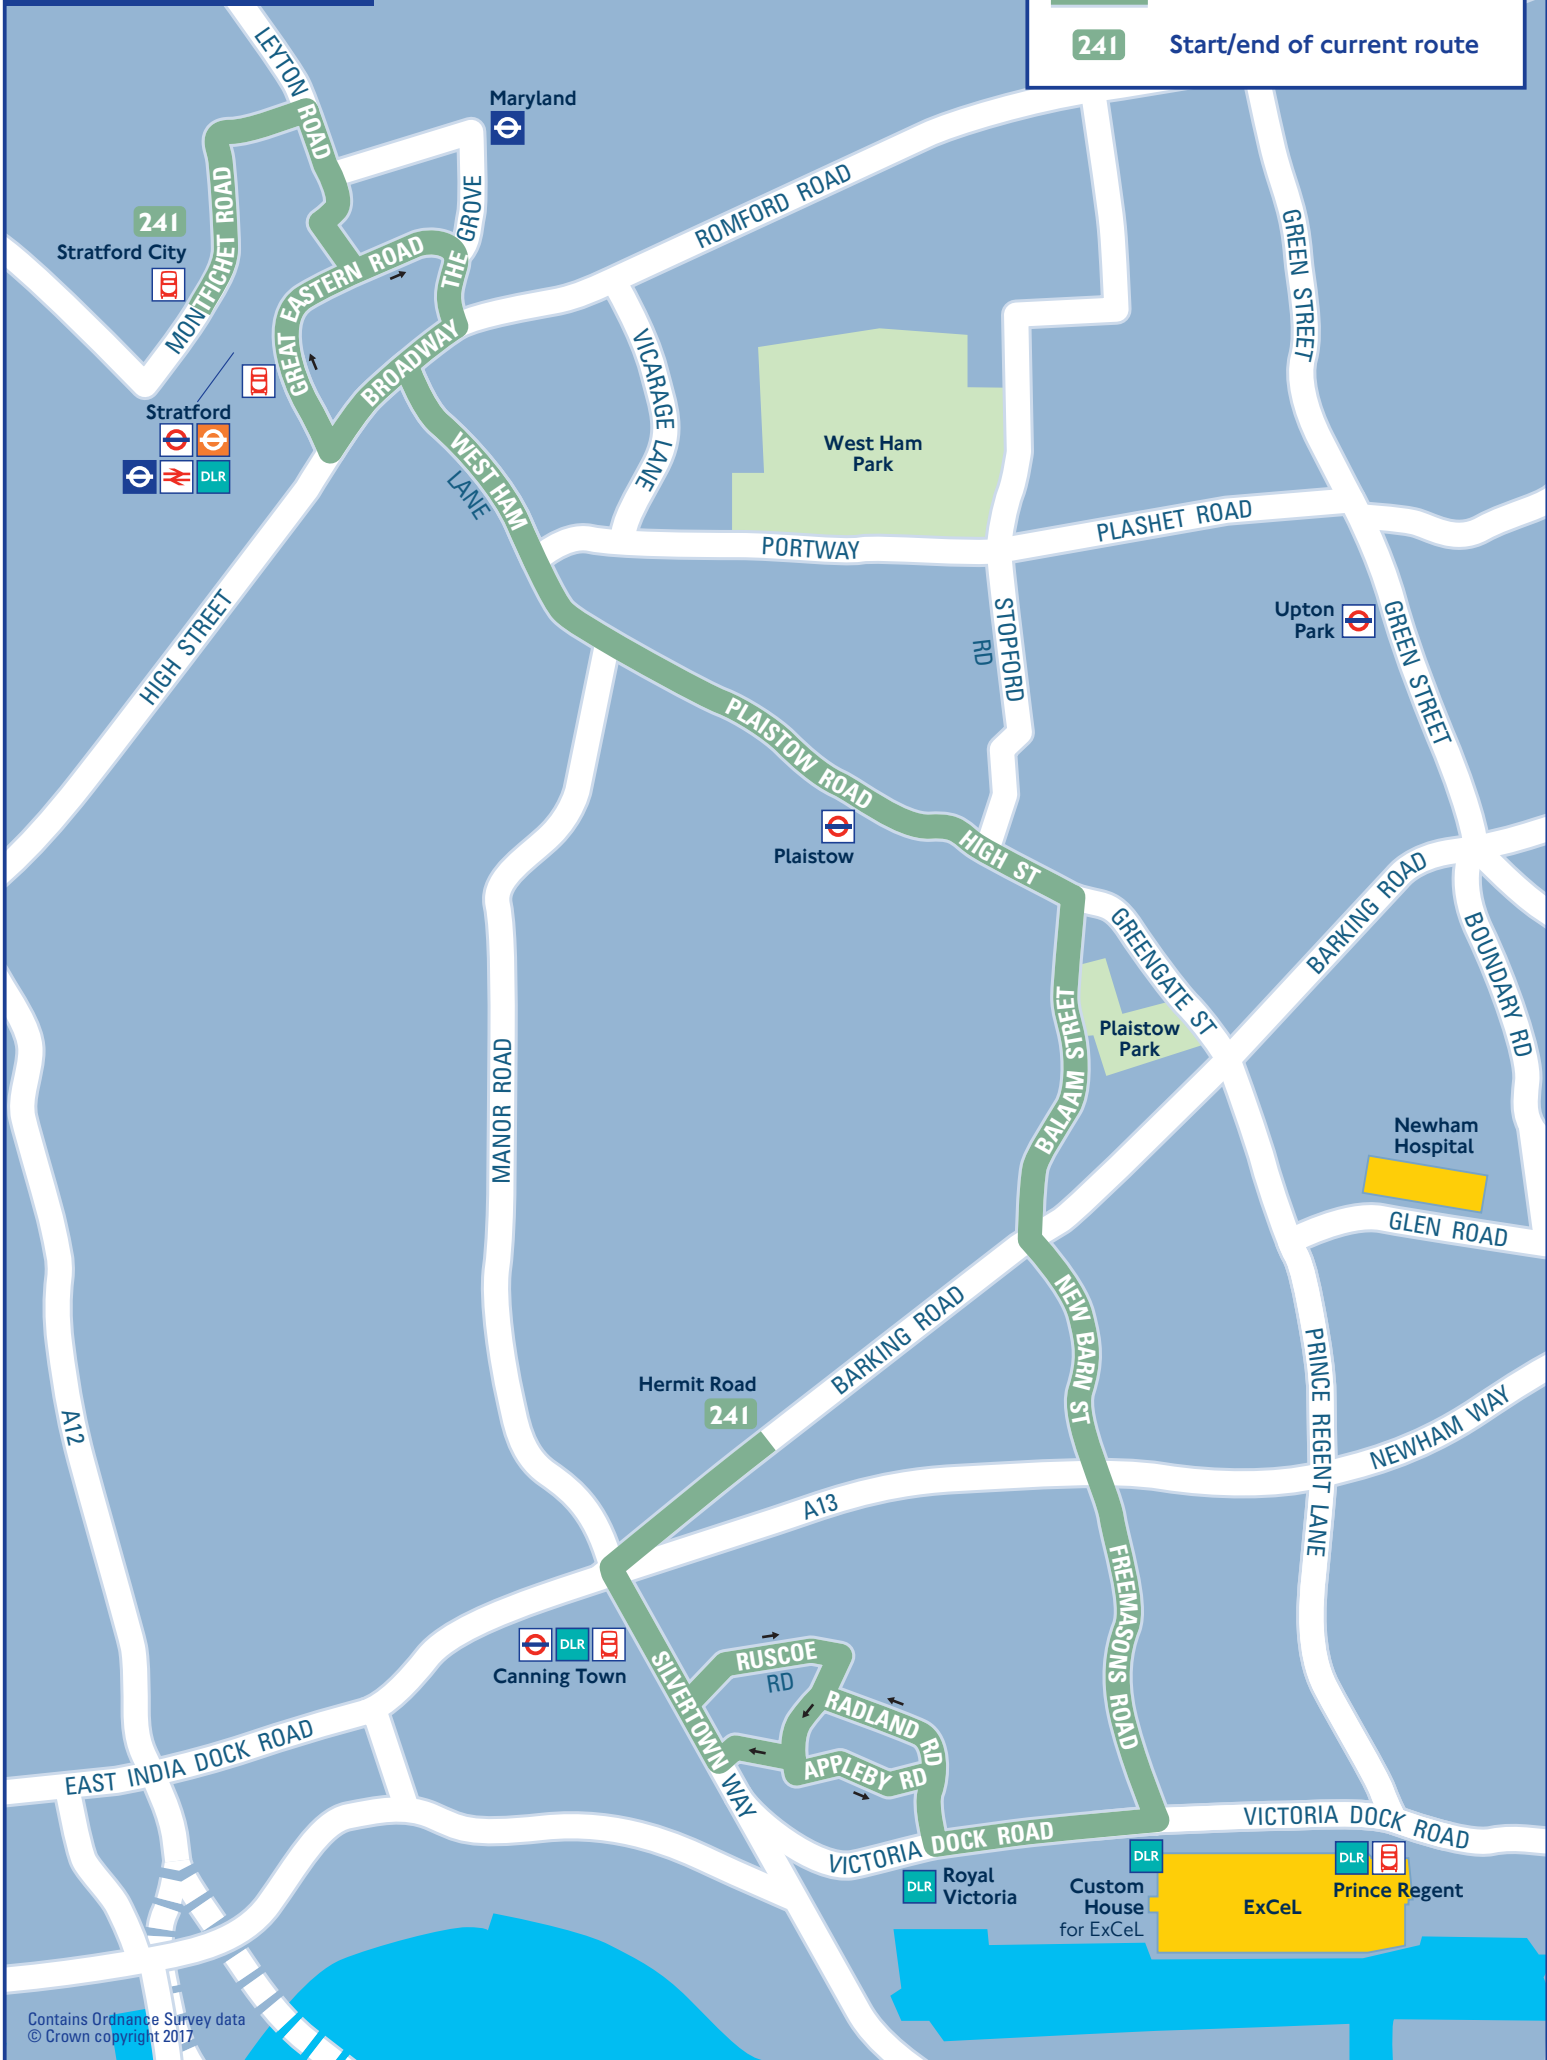 241 Start/end of current route
LEYTON ROAD
Maryland
THE GROVE
ROMFORD ROAD
GREEN STREET
241
Stratford City
MONTFICHET ROAD
GREAT EASTERN ROAD
BROADWAY
VICARAGE LANE
Stratford
DLR
WEST HAM
LANE
West Ham
Park
PORTWAY
PLASHET ROAD
HIGH STREET
STOPFORD
RD
Upton
Park
GREEN STREET
PLAISTOW ROAD
Plaistow
HIGH ST
GREENGATE ST
BARKING ROAD
BOUNDARY RD
BALAAM STREET
Plaistow
Park
MANOR ROAD
Newham
Hospital
GLEN ROAD
NEW BARN ST
BARKING ROAD
PRINCE REGENT LANE
Hermit Road
241
A12
NEWHAM WAY
A13
FREEMASONS ROAD
DLR
Canning Town
SILVERTOWN WAY
RUSCOE
RD
RADLAND RD
APPLEBY RD
EAST INDIA DOCK ROAD
VICTORIA DOCK ROAD
VICTORIA DOCK ROAD
DLR
Royal
Victoria
DLR
Custom
House
for ExCeL
ExCeL
DLR
Prince Regent
Contains Ordnance Survey data
© Crown copyright 2017